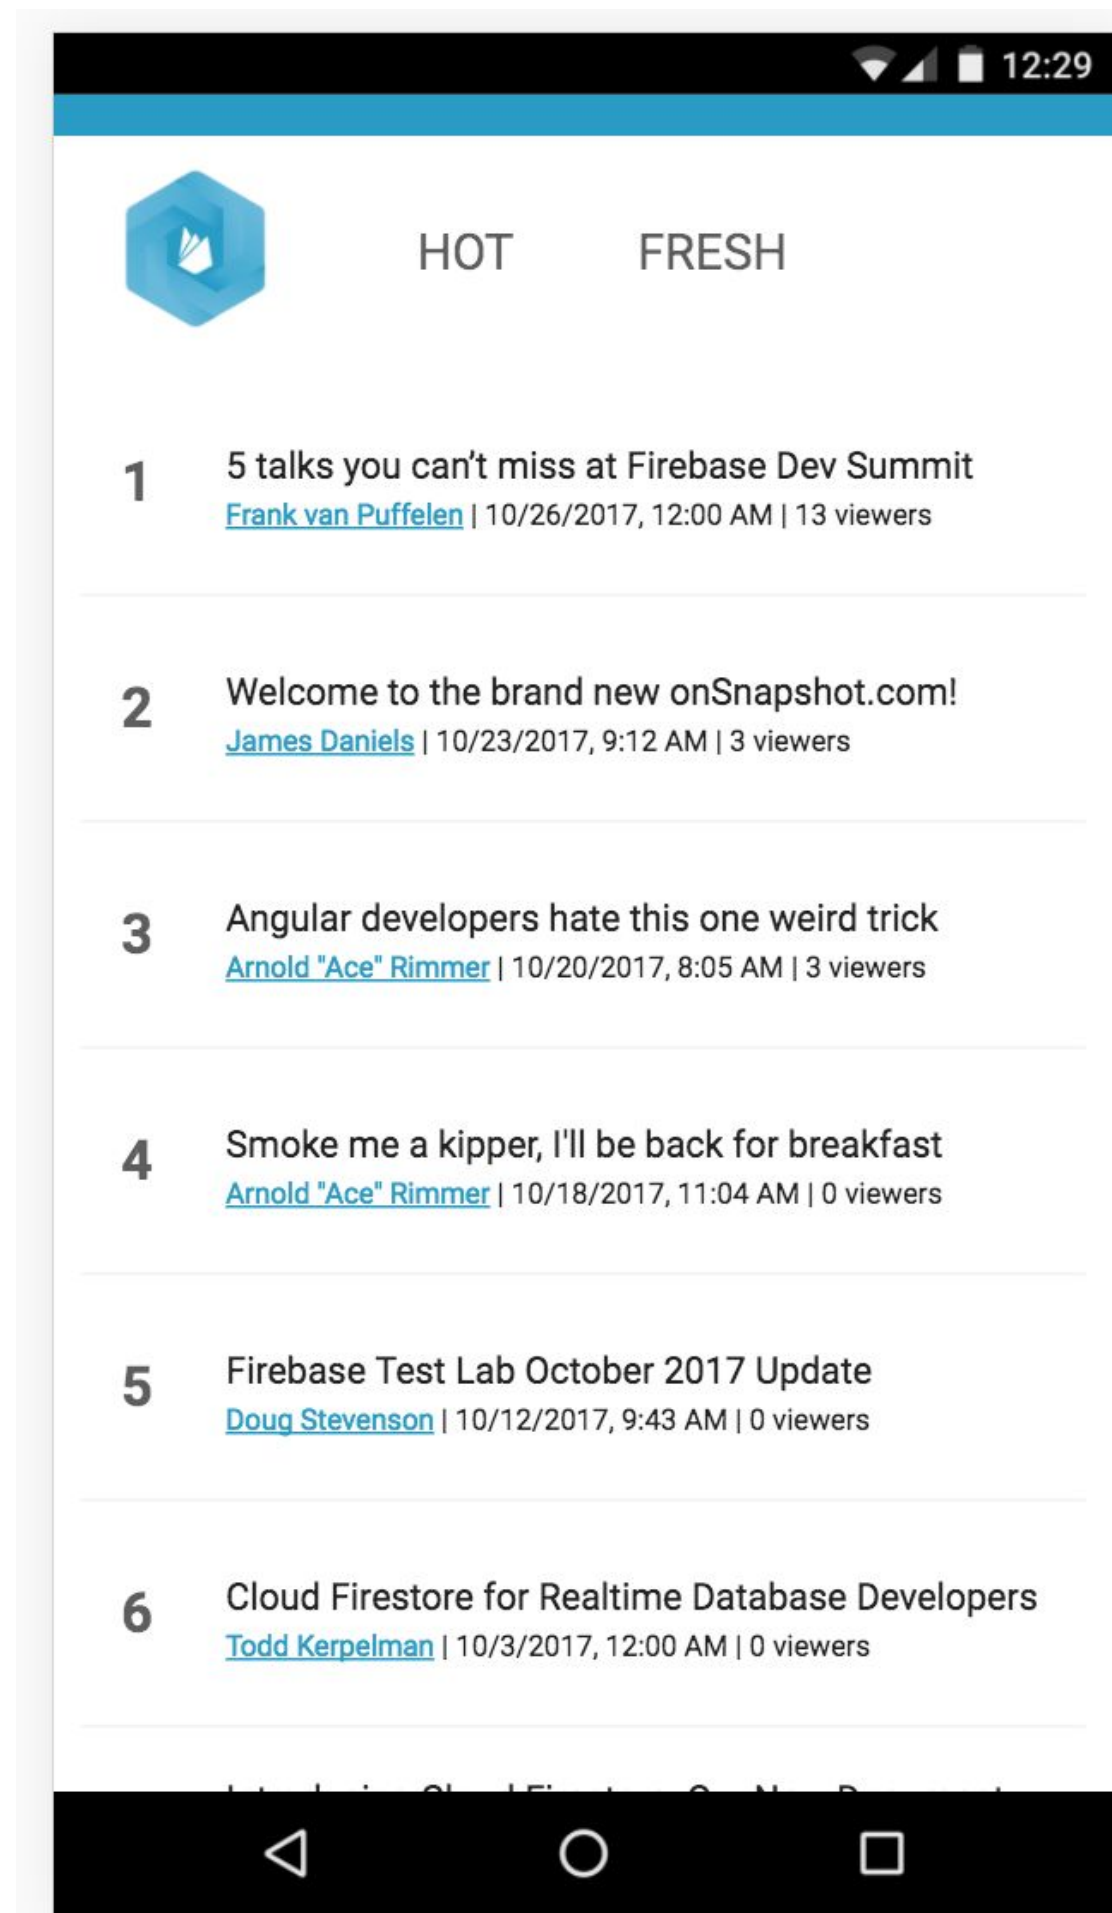 12:29
HOT FRESH
1
5 talks you can't miss at Firebase Dev Summit
Frank van Puffelen | 10/26/2017, 12:00 AM | 13 viewers
2
Welcome to the brand new onSnapshot.com!
James Daniels | 10/23/2017, 9:12 AM | 3 viewers
3
Angular developers hate this one weird trick
Arnold "Ace" Rimmer | 10/20/2017, 8:05 AM | 3 viewers
4
Smoke me a kipper, I'll be back for breakfast
Arnold "Ace" Rimmer | 10/18/2017, 11:04 AM | 0 viewers
5
Firebase Test Lab October 2017 Update
Doug Stevenson | 10/12/2017, 9:43 AM | 0 viewers
6
Cloud Firestore for Realtime Database Developers
Todd Kerpelman | 10/3/2017, 12:00 AM | 0 viewers